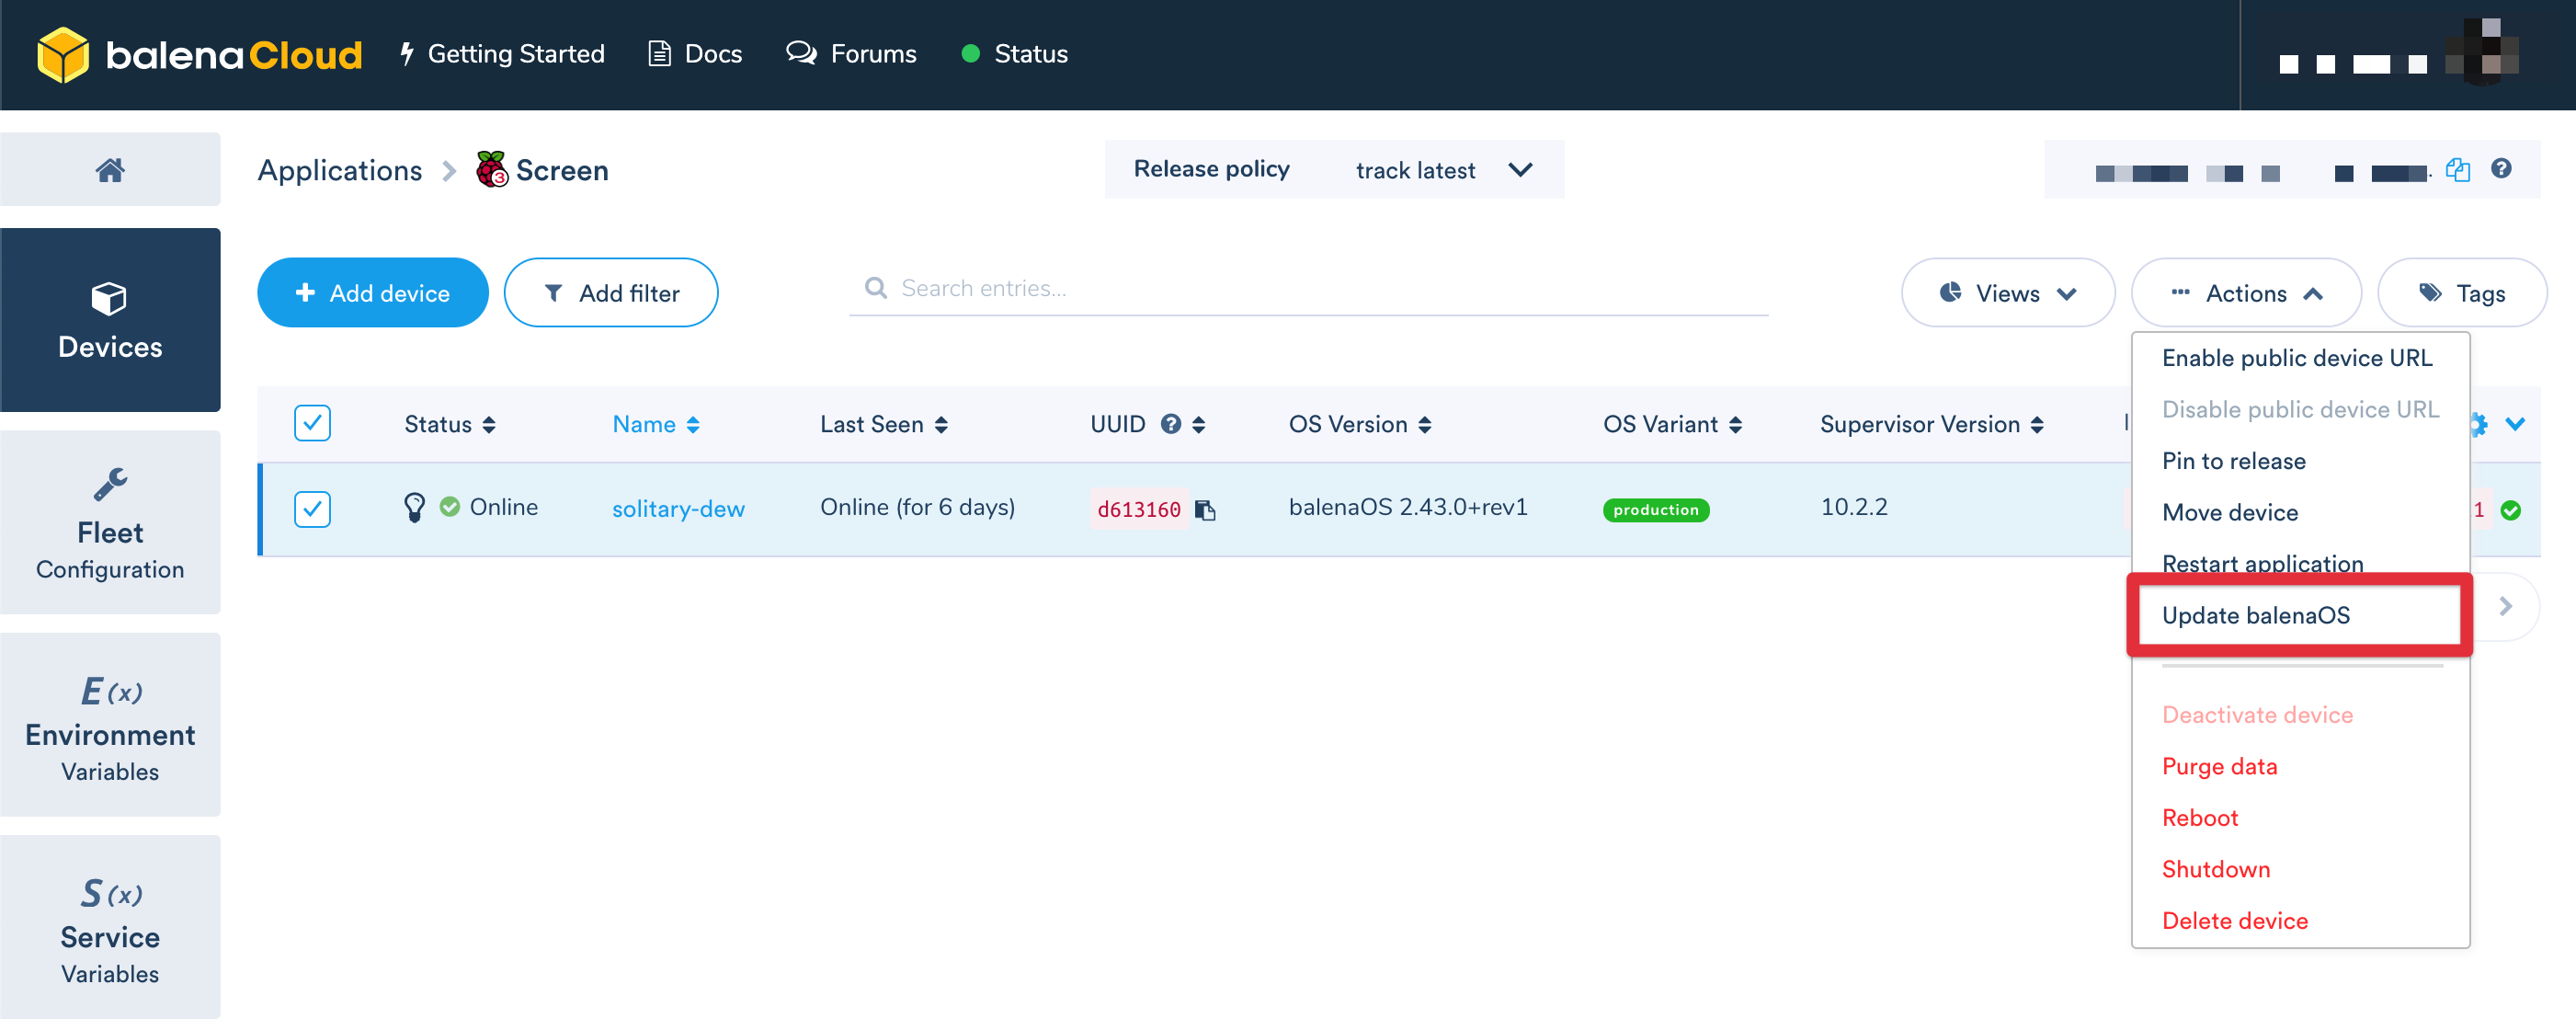 balenaCloud Getting Started Docs Forums Status
Applications Screen Release policy track latest
Add device Add filter Search entries... Views Actions Tags
Devices
Status Name Last Seen UUID OS Version OS Variant Supervisor Version
Online solitary-dew Online (for 6 days) d613160 balenaOS 2.43.0+rev1 production 10.2.2 1
Enable public device URL
Disable public device URL
Pin to release
Move device
Restart application
Update balenaOS
Deactivate device
Purge data
Reboot
Shutdown
Delete device
Fleet
Configuration
E(x)
Environment
Variables
S(x)
Service
Variables